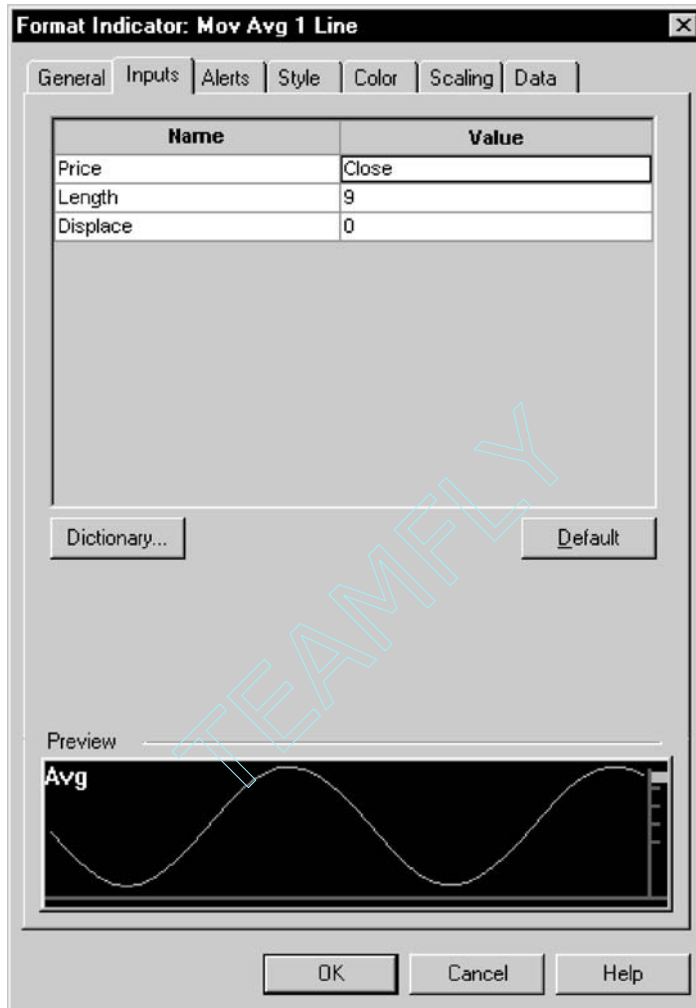 Format Indicator: Mov Avg 1 Line
General Inputs Alerts Style Color Scaling Data
Name Value
Price Close
Length 9
Displace 0
Dictionary... Default
TEAMFLY
Preview
Avg
OK Cancel Help